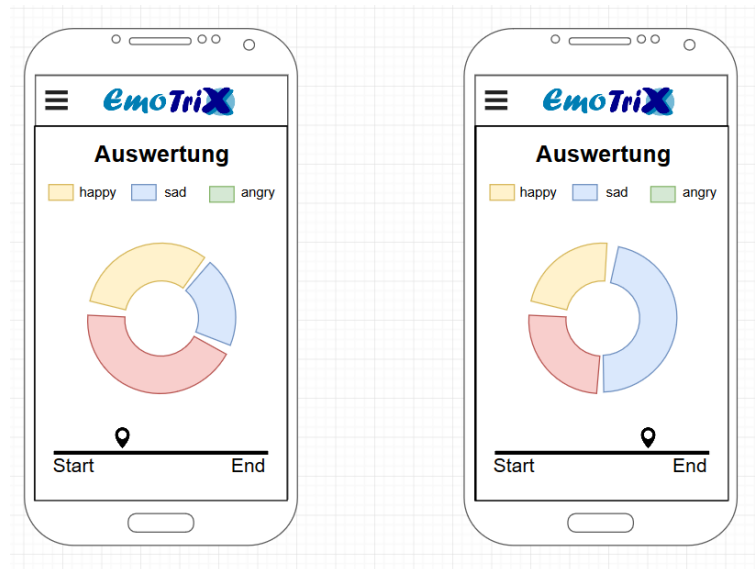 EmoTriX
Auswertung
happy sad angry
Start End
EmoTriX
Auswertung
happy sad angry
Start End